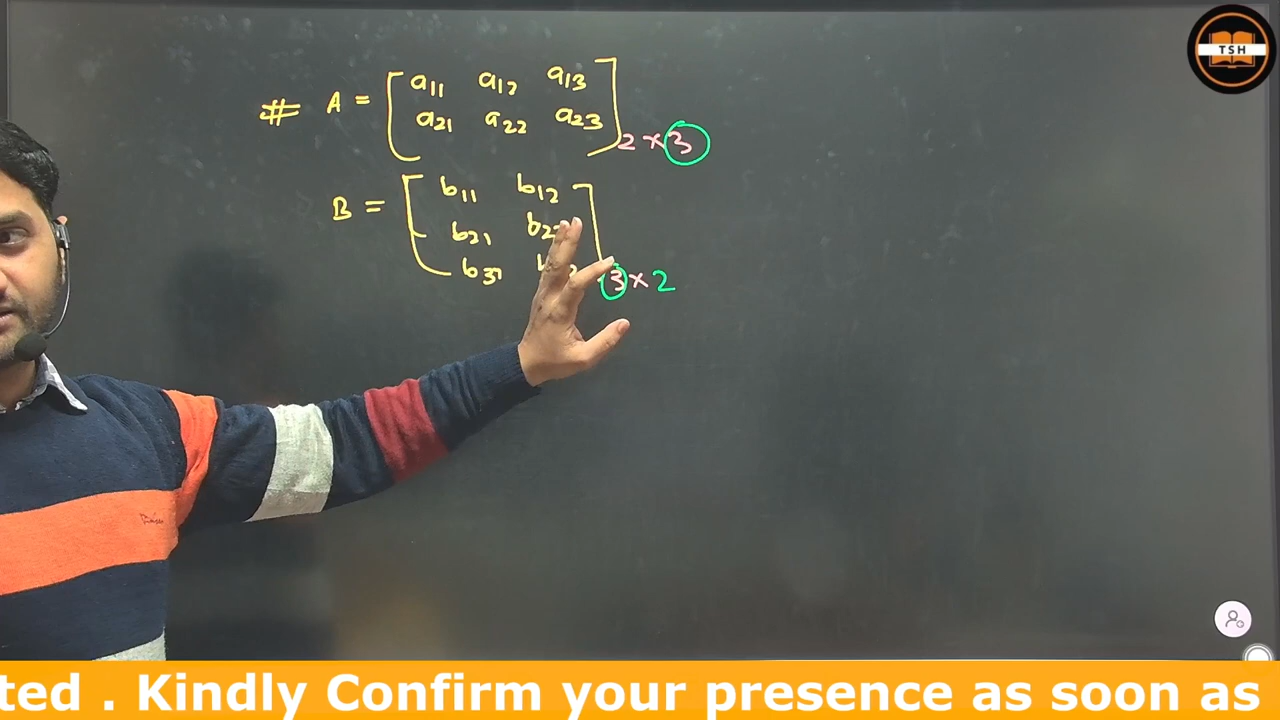 TSH
# A = [ a11 a12 a13
a21 a22 a23 ] 2 × 3
B = [ b11 b12
b21
b31 ] 3 × 2
ted . Kindly Confirm your presence as soon as